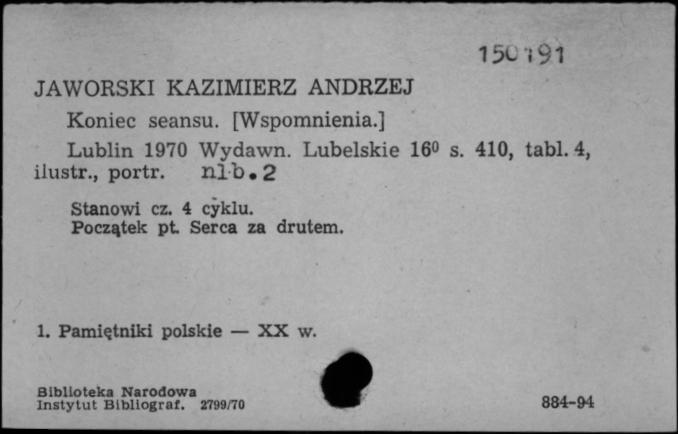 150191
JAWORSKI KAZIMIERZ ANDRZEJ
Koniec seansu. [Wspomnienia.]
Lublin 1970 Wydawn. Lubelskie 16⁰ s. 410, tabl. 4,
ilustr., portr. nlb. 2
Stanowi cz. 4 cyklu.
Początek pt. Serca za drutem.
1. Pamiętniki polskie — XX w.
Biblioteka Narodowa
Instytut Bibliograf. 2799/70
884-94